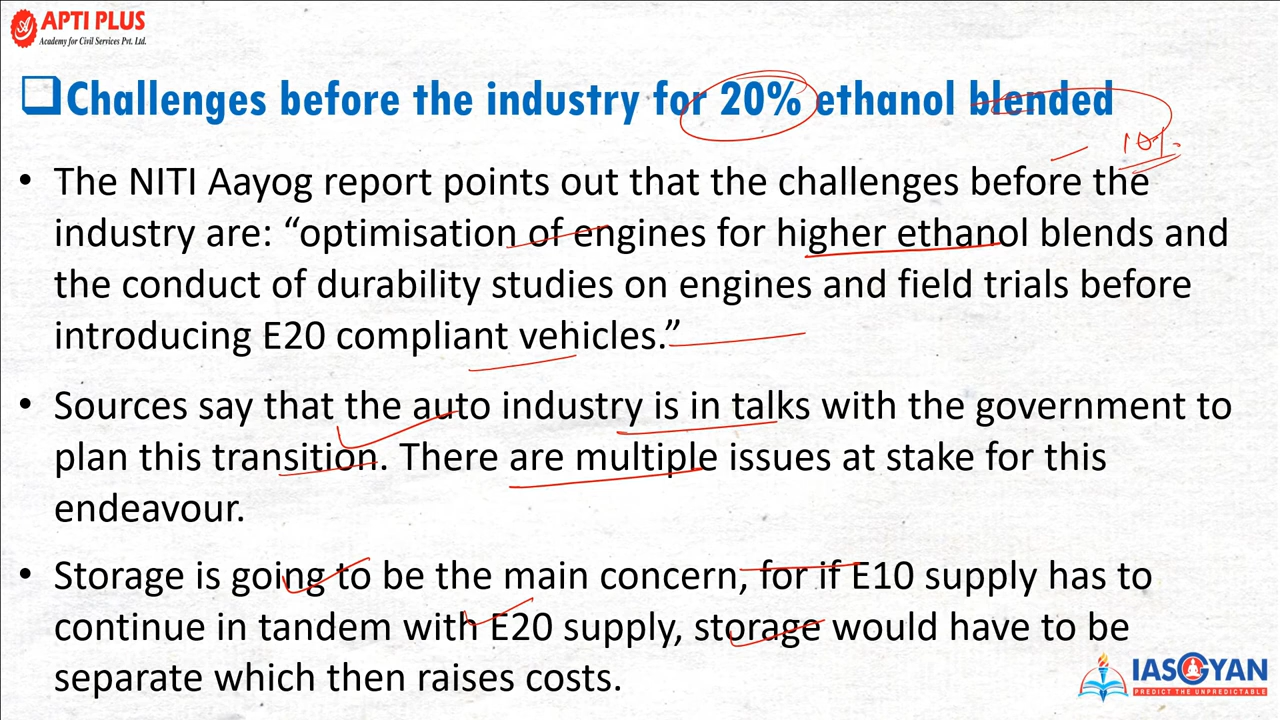 APTI PLUS
Academy for Civil Services Pvt. Ltd.
Challenges before the industry for 20% ethanol blended
10%.
• The NITI Aayog report points out that the challenges before the
industry are: “optimisation of engines for higher ethanol blends and
the conduct of durability studies on engines and field trials before
introducing E20 compliant vehicles.”
• Sources say that the auto industry is in talks with the government to
plan this transition. There are multiple issues at stake for this
endeavour.
• Storage is going to be the main concern, for if E10 supply has to
continue in tandem with E20 supply, storage would have to be
separate which then raises costs.
IASGYAN
PREDICT THE UNPREDICTABLE